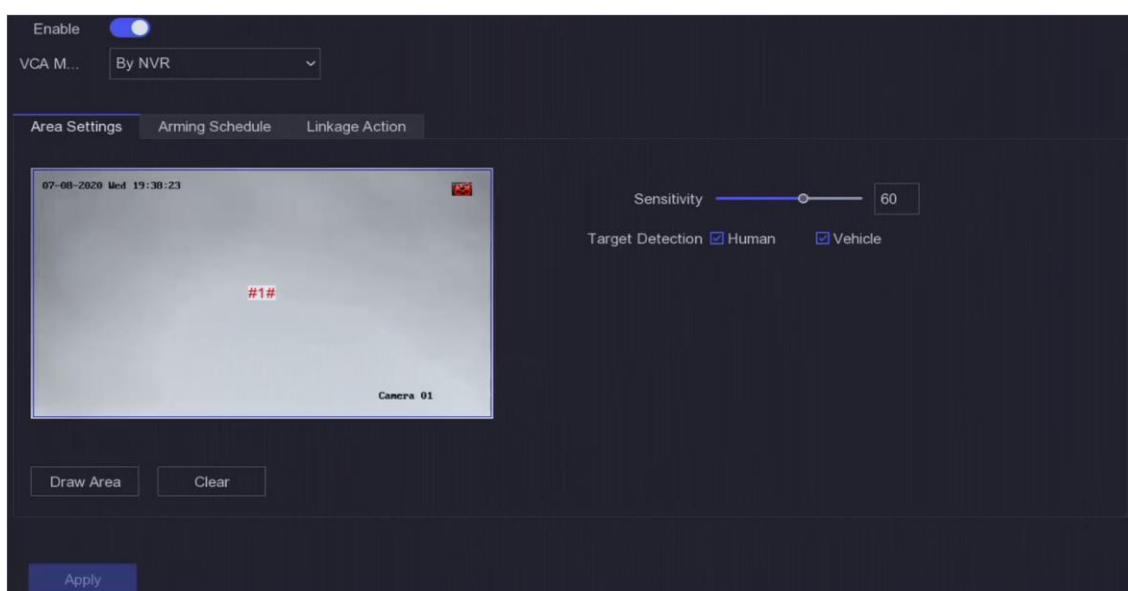 Enable
VCA M... By NVR
Area Settings Arming Schedule Linkage Action
07-08-2020 Wed 19:38:23
Sensitivity 60
Target Detection Human Vehicle
#1#
Camera 01
Draw Area Clear
Apply